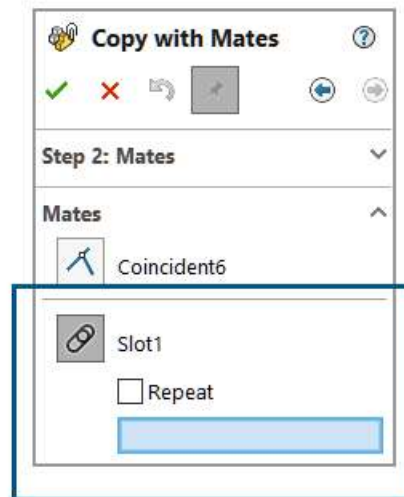 Copy with Mates
Step 2: Mates
Mates
Coincident6
Slot1
Repeat